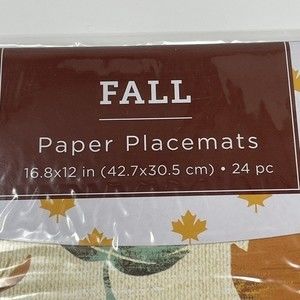 FALL
Paper Placemats
16.8x12 in (42.7x30.5 cm) • 24 pc